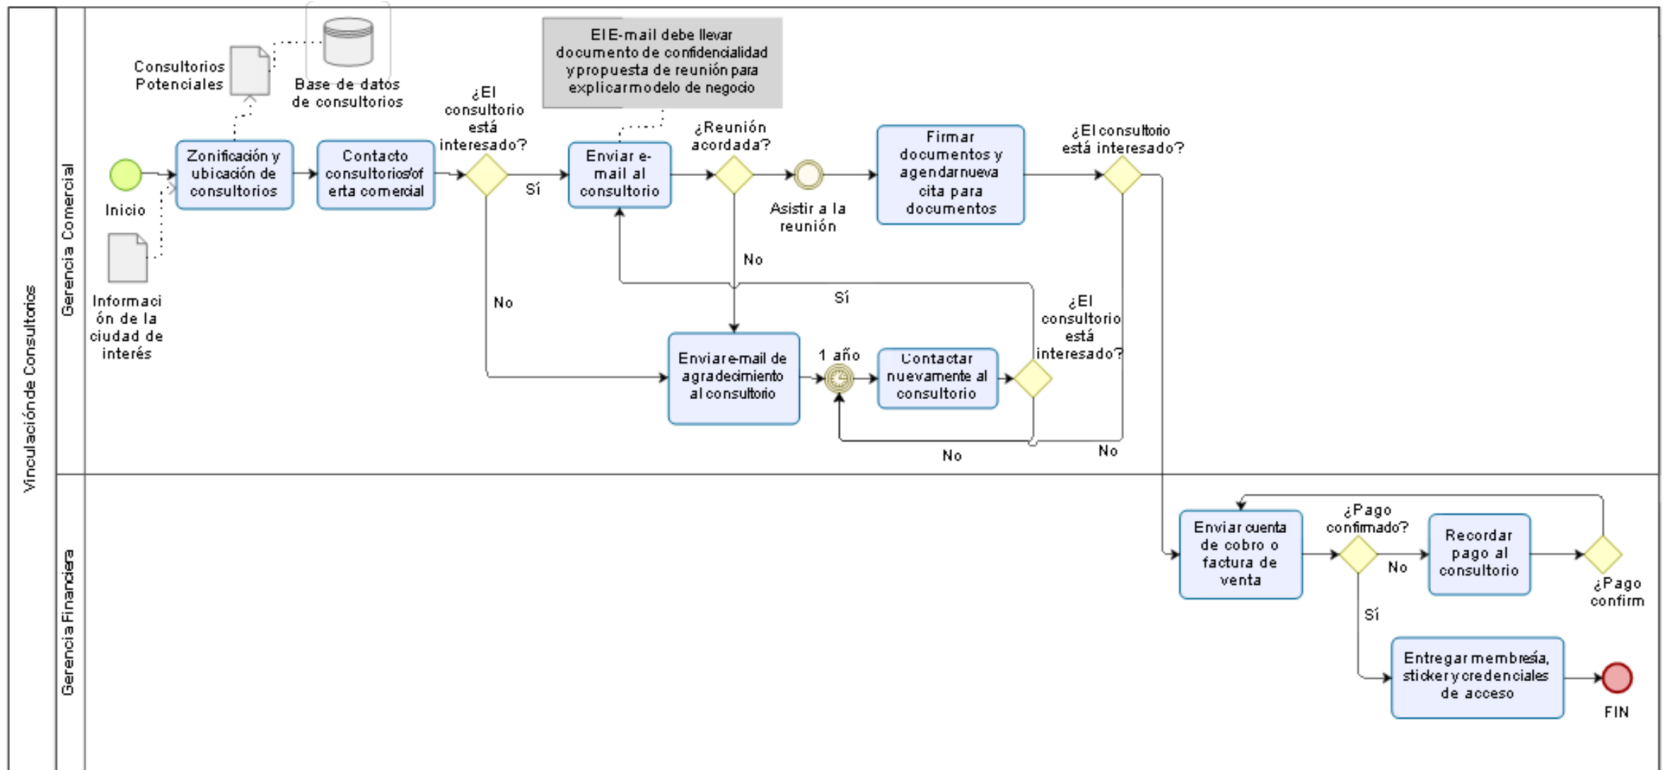 Vinculación de Consultorios
Gerencia Comercial
Inicio
Informaci
ón de la
ciudad de
interés
Consultorios
Potenciales
Base de datos
de consultorios
Zonificación y
ubicación de
consultorios
Contacto
consultorios/of
erta comercial
¿El
consultorio
está
interesado?
Sí
No
El E-mail debe llevar
documento de confidencialidad
y propuesta de reunión para
explicar modelo de negocio
Enviar e-
mail al
consultorio
¿Reunión
acordada?
No
Asistir a la
reunión
Firmar
documentos y
agendar nueva
cita para
documentos
¿El consultorio
está interesado?
Sí
Enviar e-mail de
agradecimiento
al consultorio
1 año
Contactar
nuevamente al
consultorio
¿El
consultorio
está
interesado?
No
No
Gerencia Financiera
Enviar cuenta
de cobro o
factura de
venta
¿Pago
confirmado?
No
Sí
Recordar
pago al
consultorio
¿Pago
confirm
Entregar membresía,
sticker y credenciales
de acceso
FIN